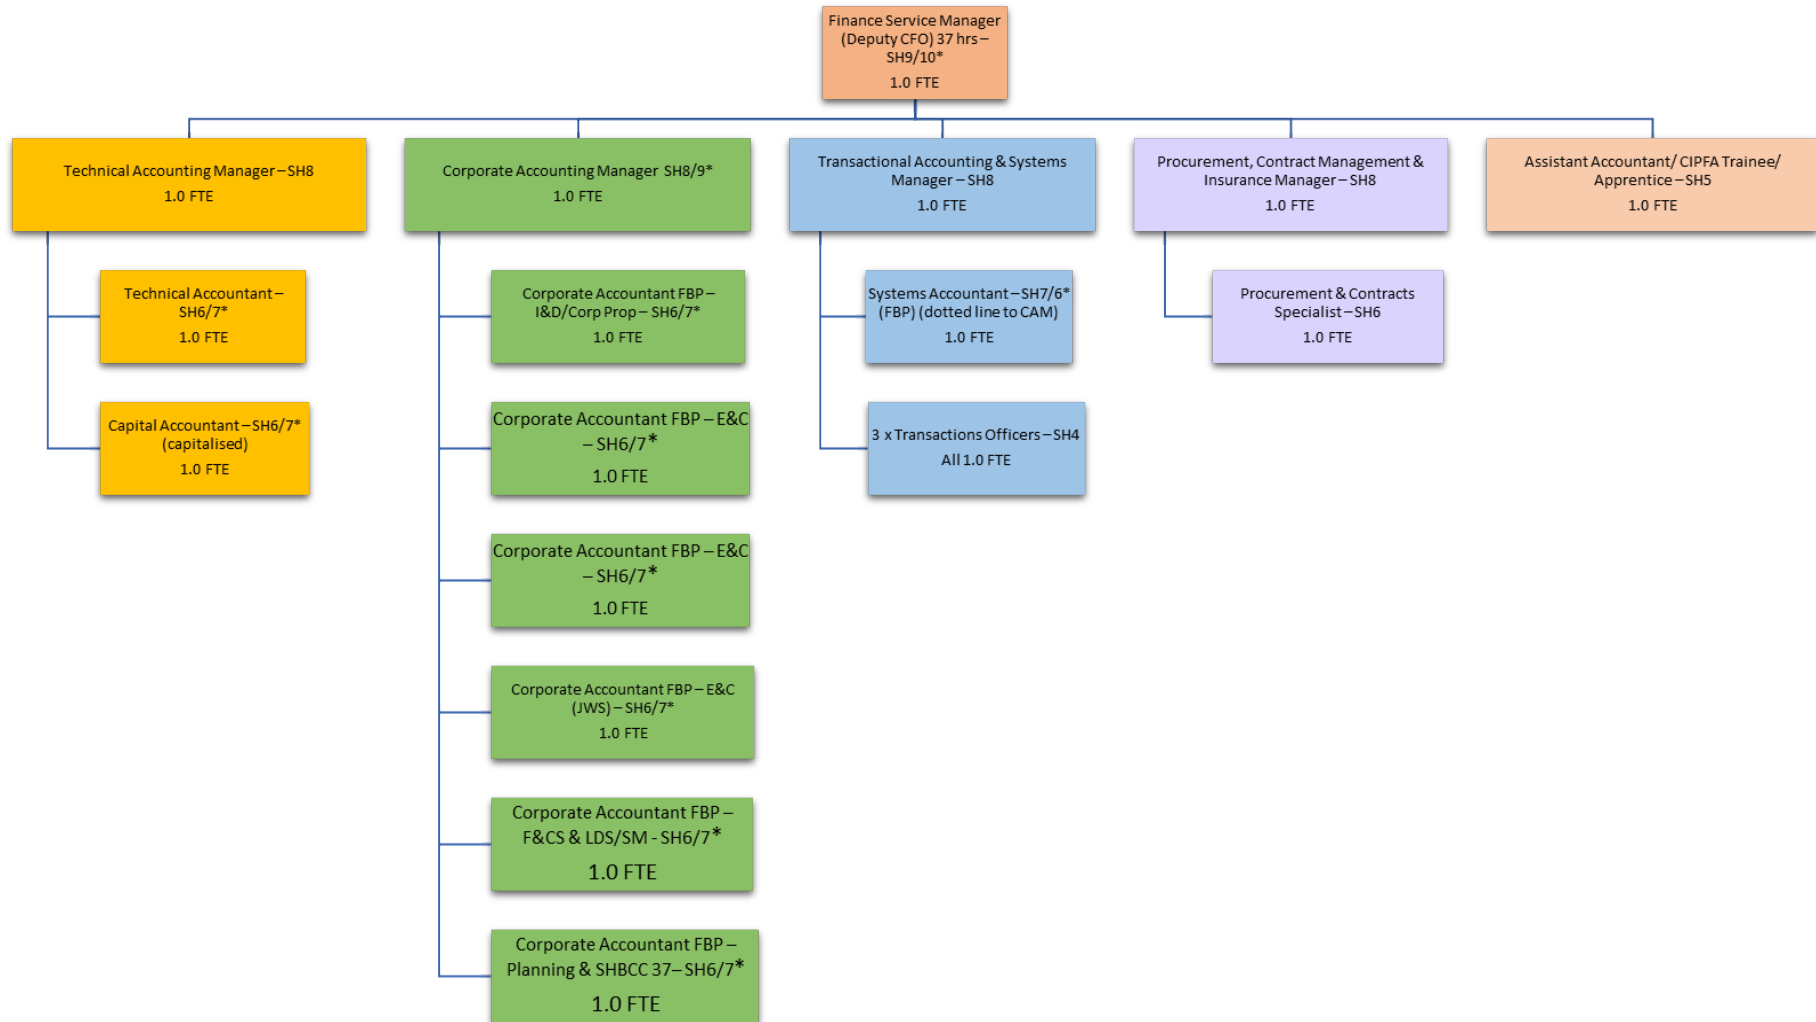 Finance Service Manager
(Deputy CFO) 37 hrs –
SH9/10*
1.0 FTE
Technical Accounting Manager – SH8
1.0 FTE
Corporate Accounting Manager SH8/9*
1.0 FTE
Transactional Accounting & Systems
Manager – SH8
1.0 FTE
Procurement, Contract Management &
Insurance Manager – SH8
1.0 FTE
Assistant Accountant/ CIPFA Trainee/
Apprentice – SH5
1.0 FTE
Technical Accountant –
SH6/7*
1.0 FTE
Capital Accountant – SH6/7*
(capitalised)
1.0 FTE
Corporate Accountant FBP –
I&D/Corp Prop – SH6/7*
1.0 FTE
Corporate Accountant FBP – E&C
– SH6/7*
1.0 FTE
Corporate Accountant FBP – E&C
– SH6/7*
1.0 FTE
Corporate Accountant FBP – E&C
(JWS) – SH6/7*
1.0 FTE
Corporate Accountant FBP –
F&CS & LDS/SM - SH6/7*
1.0 FTE
Corporate Accountant FBP –
Planning & SHBCC 37– SH6/7*
1.0 FTE
Systems Accountant – SH7/6*
(FBP) (dotted line to CAM)
1.0 FTE
3 x Transactions Officers – SH4
All 1.0 FTE
Procurement & Contracts
Specialist – SH6
1.0 FTE